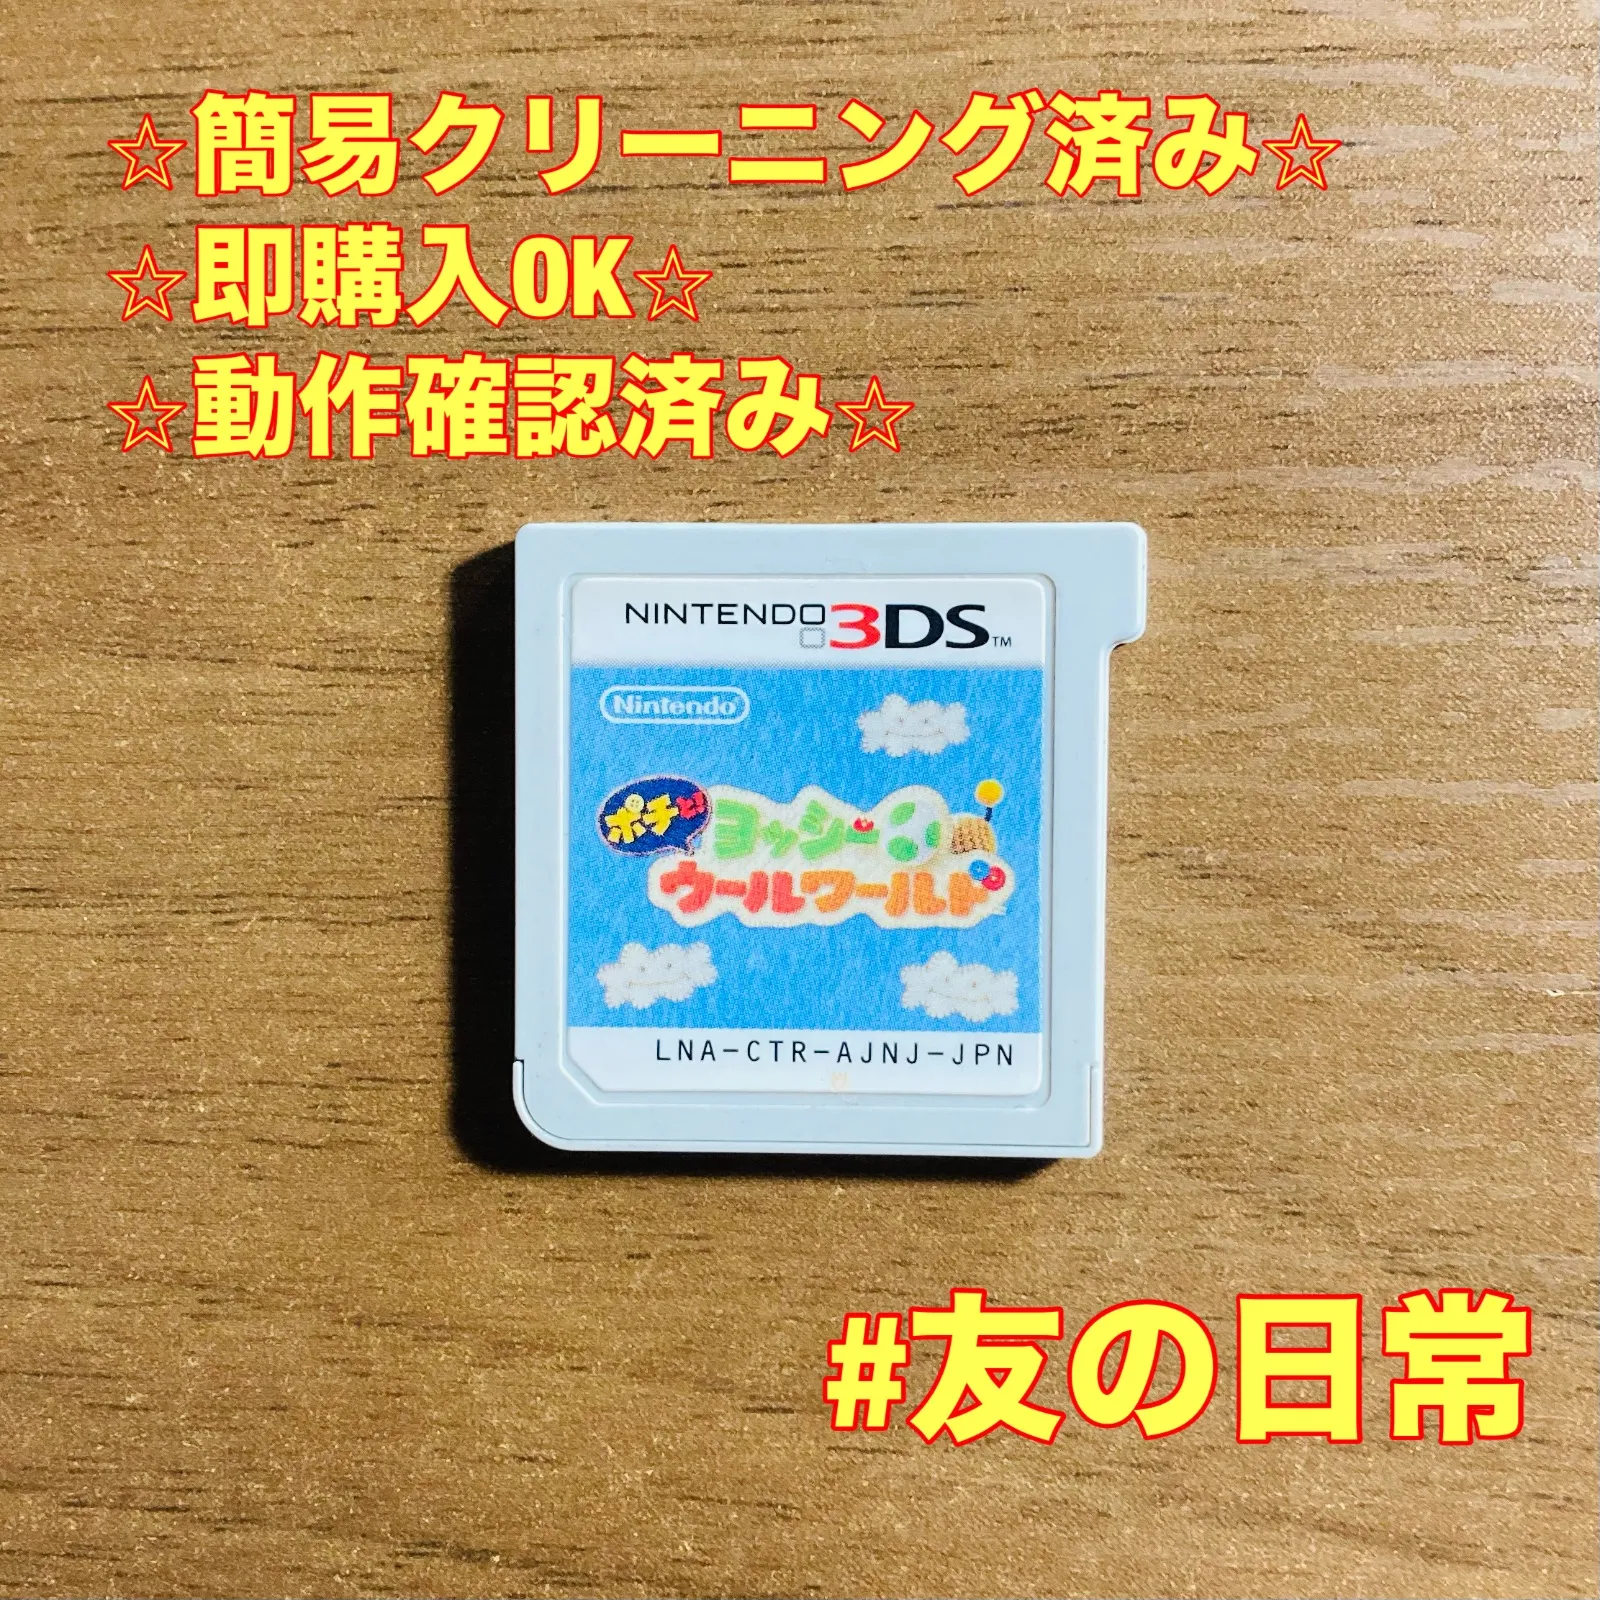 ☆簡易クリーニング済み☆
☆即購入OK☆
☆動作確認済み☆
NINTENDO 3DS™
Nintendo
ポチと!
ヨッシー
ウールワールド
LNA-CTR-AJNJ-JPN
#友の日常